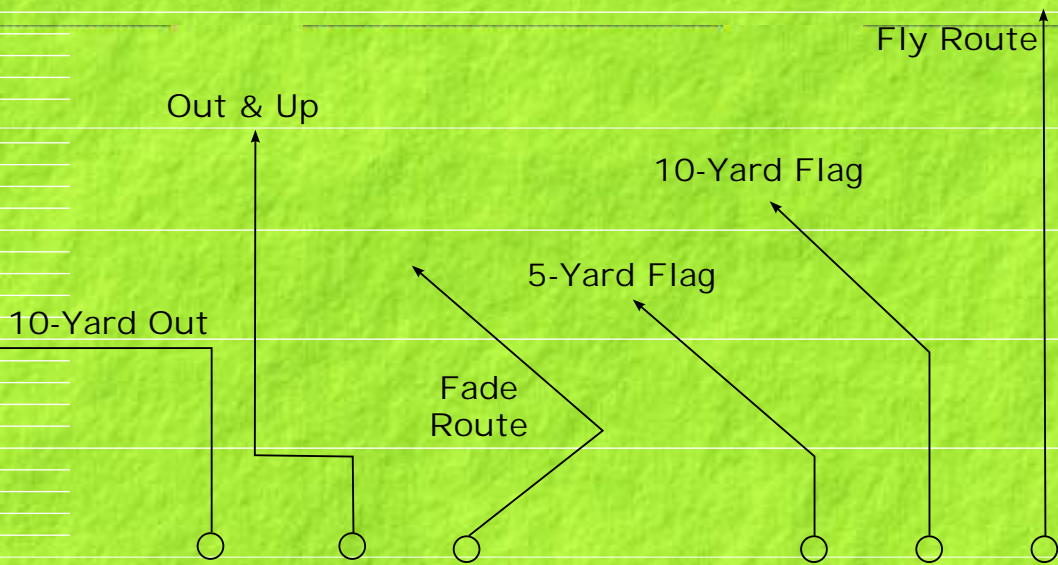 Fly Route
Out & Up
10-Yard Flag
5-Yard Flag
10-Yard Out
Fade
Route